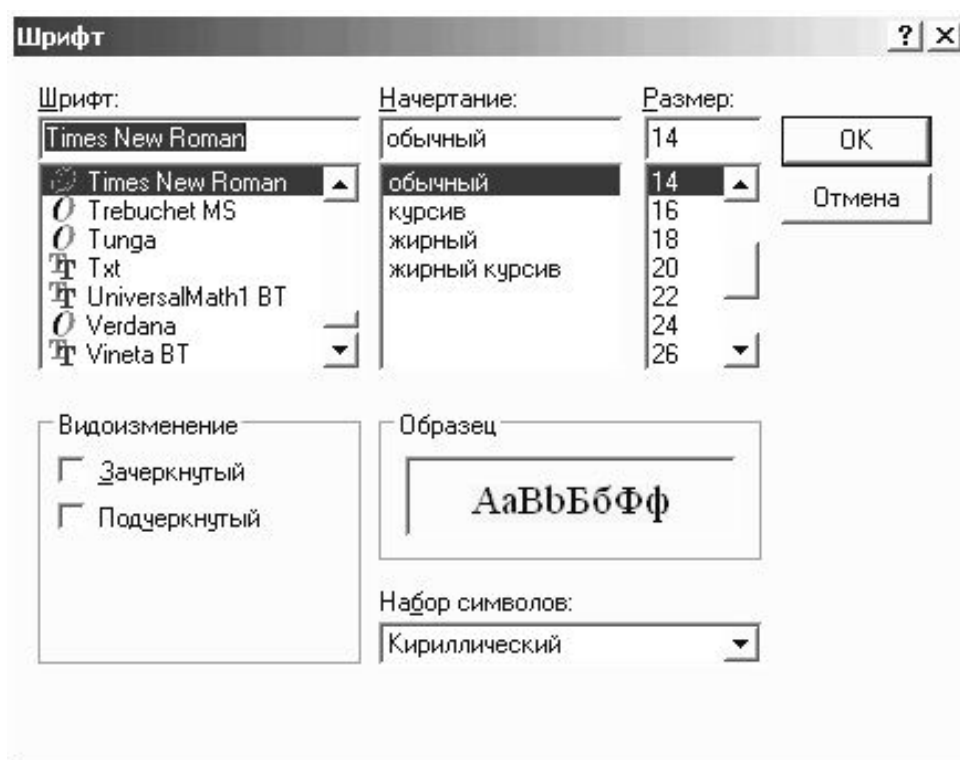 Шрифт
? ×
Шрифт:
Times New Roman
Times New Roman
Trebuchet MS
Tunga
Txt
UniversalMath1 BT
Verdana
Vineta BT
Начертание:
обычный
обычный
курсив
жирный
жирный курсив
Размер:
14
14
16
18
20
22
24
26
OK
Отмена
Видоизменение
Зачеркнутый
Подчеркнутый
Образец
АаBbБбФф
Набор символов:
Кириллический